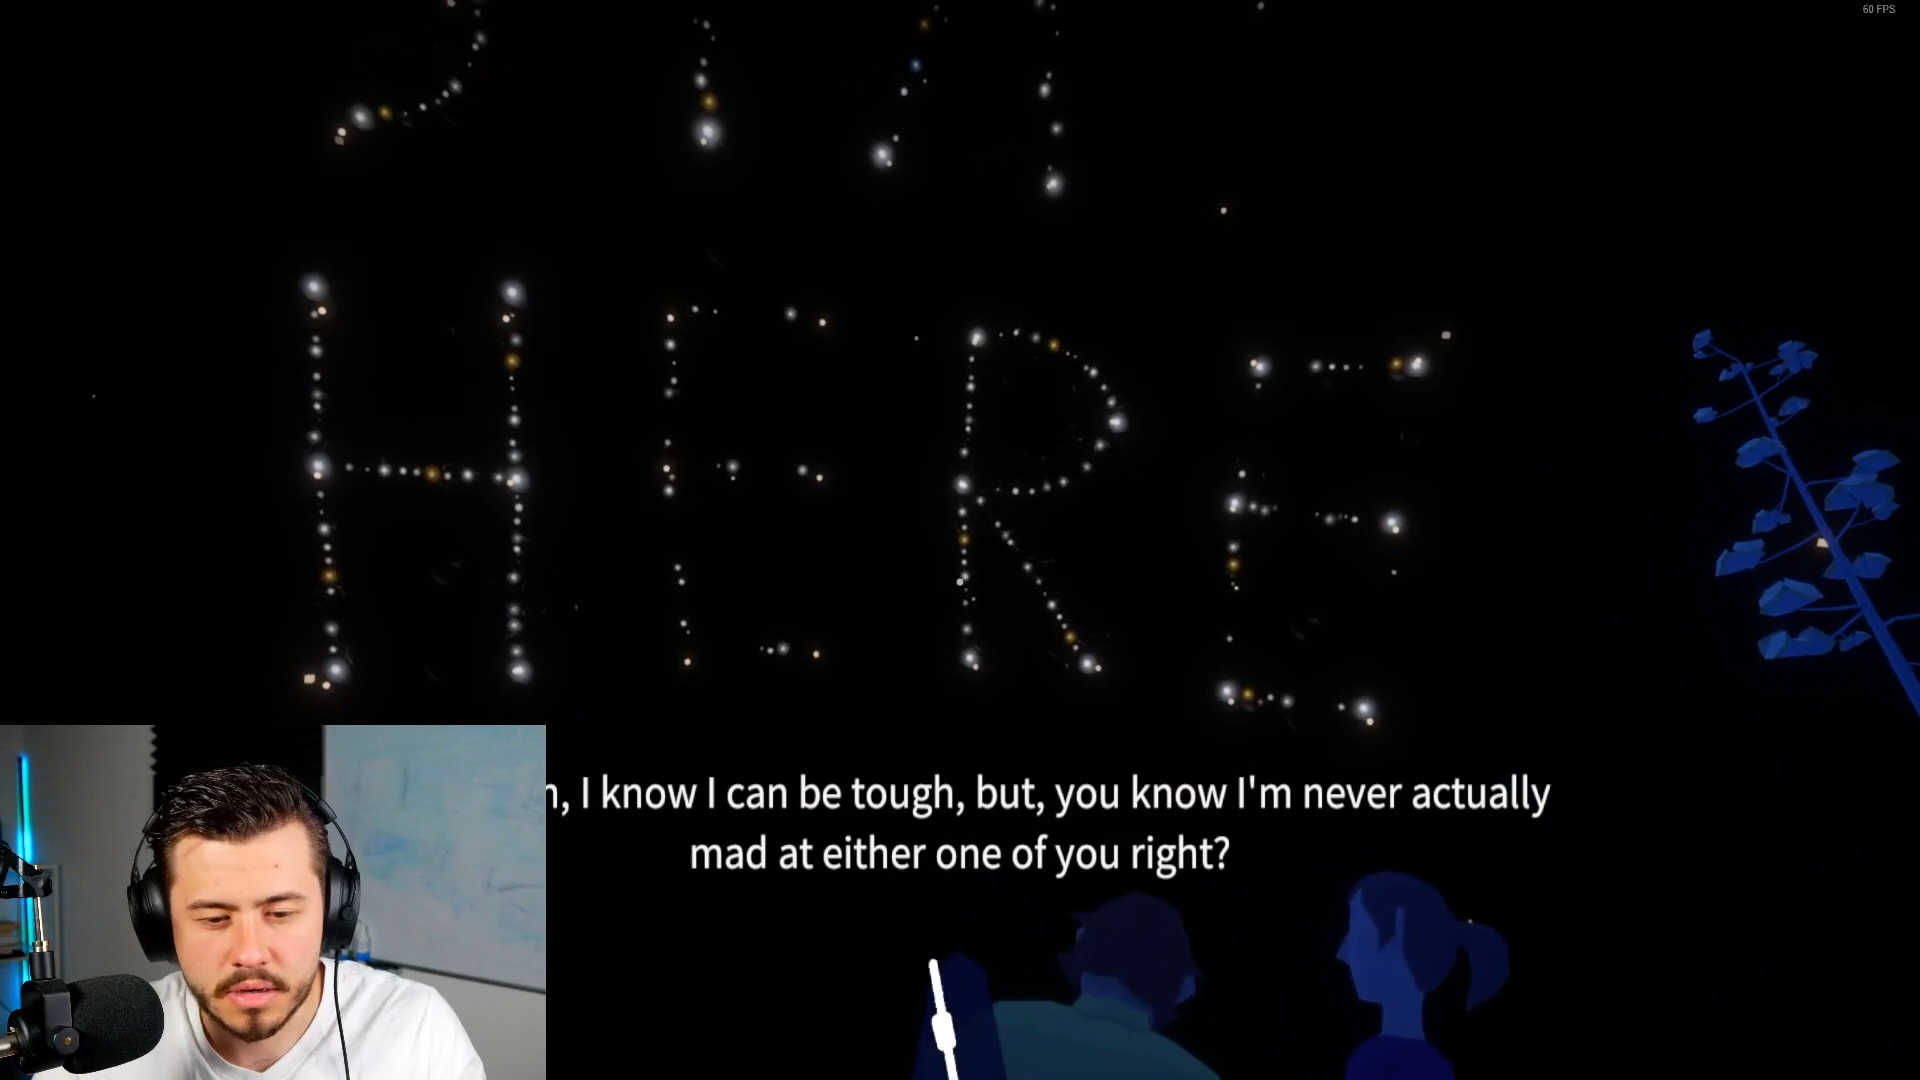 60 FPS
HERE
I know I can be tough, but, you know I'm never actually
mad at either one of you right?